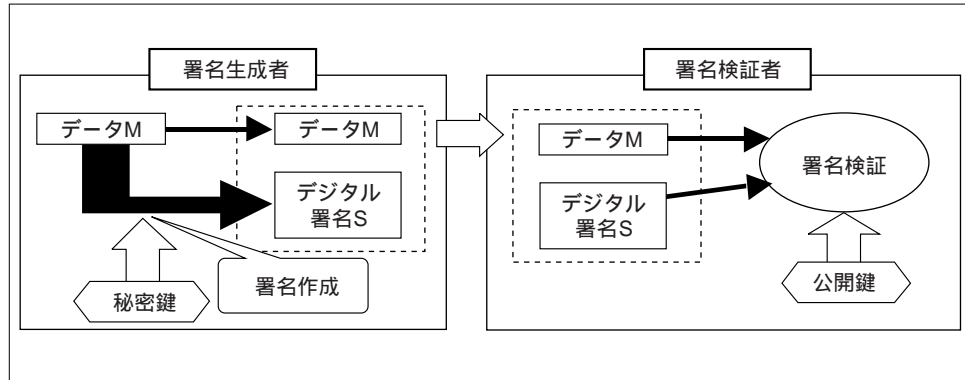 署名生成者
データM
データM
デジタル
署名S
秘密鍵
署名作成
署名検証者
データM
デジタル
署名S
署名検証
公開鍵